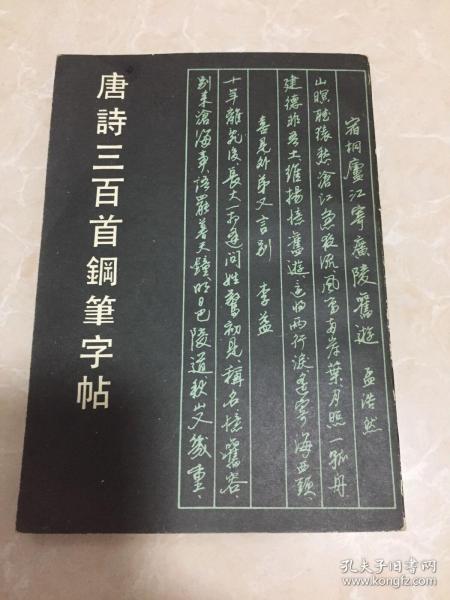 唐詩三百首鋼筆字帖
宿桐廬江寄廣陵舊遊 孟浩然
山暝聽猿愁滄江急夜流風鳴兩岸葉月照一孤舟
建德非吾土維揚憶舊遊還將兩行淚遙寄海西頭、
喜見外弟又言別 李益
十年離亂後長大一相逢問姓驚初見稱名憶舊容、
別來滄海事語罷暮天鐘明日巴陵道秋山又幾重、
孔夫子旧书网
www.kongfz.com